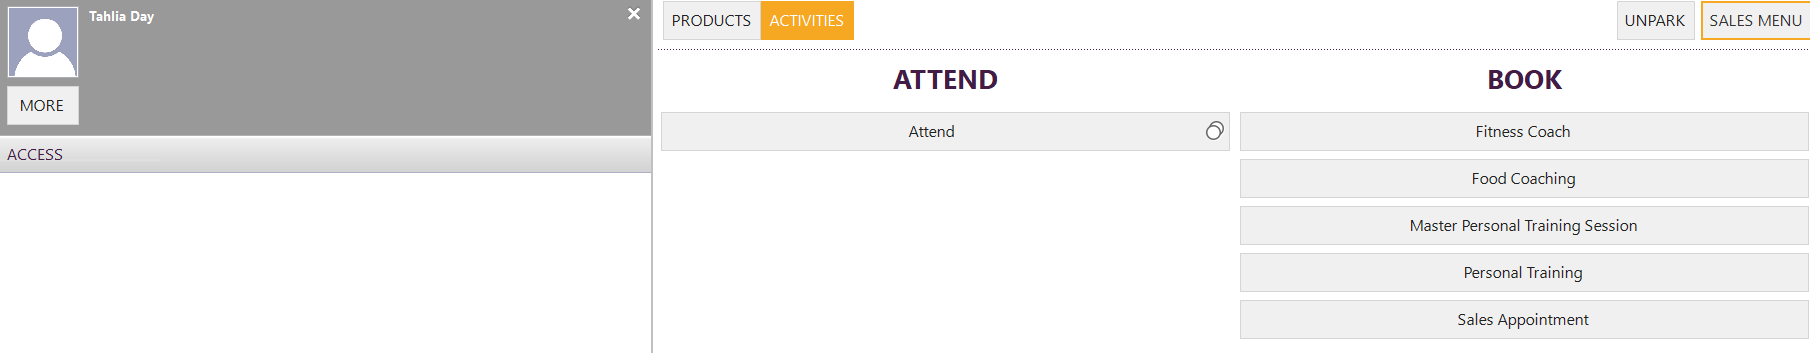 Tahlia Day
MORE
ACCESS
PRODUCTS ACTIVITIES UNPARK SALES MENU
ATTEND
Attend
BOOK
Fitness Coach
Food Coaching
Master Personal Training Session
Personal Training
Sales Appointment